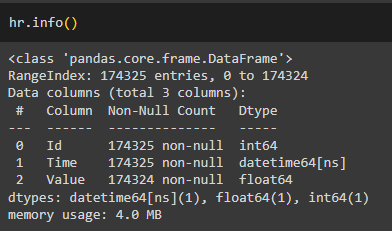 hr.info()
<class 'pandas.core.frame.DataFrame'>
RangeIndex: 174325 entries, 0 to 174324
Data columns (total 3 columns):
 #   Column  Non-Null Count   Dtype
---  ------  --------------   -----
 0   Id      174325 non-null  int64
 1   Time    174325 non-null  datetime64[ns]
 2   Value   174324 non-null  float64
dtypes: datetime64[ns](1), float64(1), int64(1)
memory usage: 4.0 MB